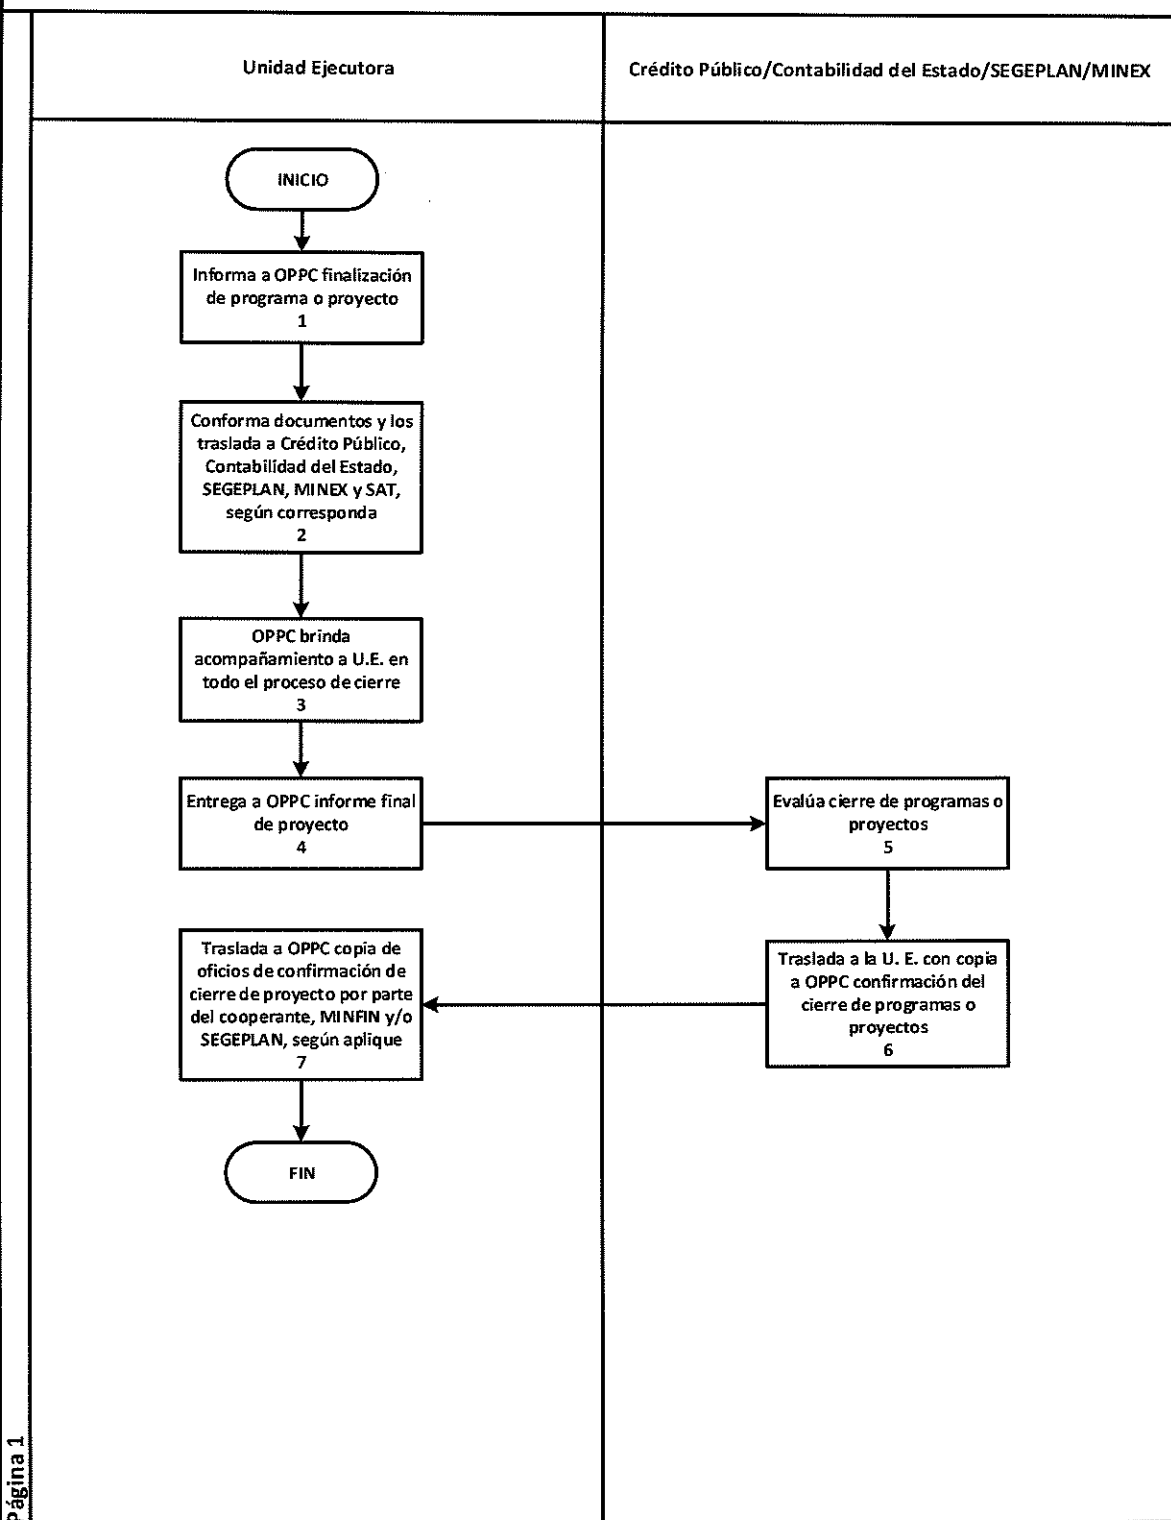 Unidad Ejecutora
Crédito Público/Contabilidad del Estado/SEGEPLAN/MINEX
INICIO
Informa a OPPC finalización
de programa o proyecto
1
Conforma documentos y los
traslada a Crédito Público,
Contabilidad del Estado,
SEGEPLAN, MINEX y SAT,
según corresponda
2
OPPC brinda
acompañamiento a U.E. en
todo el proceso de cierre
3
Entrega a OPPC informe final
de proyecto
4
Evalúa cierre de programas o
proyectos
5
Traslada a la U. E. con copia
a OPPC confirmación del
cierre de programas o
proyectos
6
Traslada a OPPC copia de
oficios de confirmación de
cierre de proyecto por parte
del cooperante, MINFIN y/o
SEGEPLAN, según aplique
7
FIN
Página 1